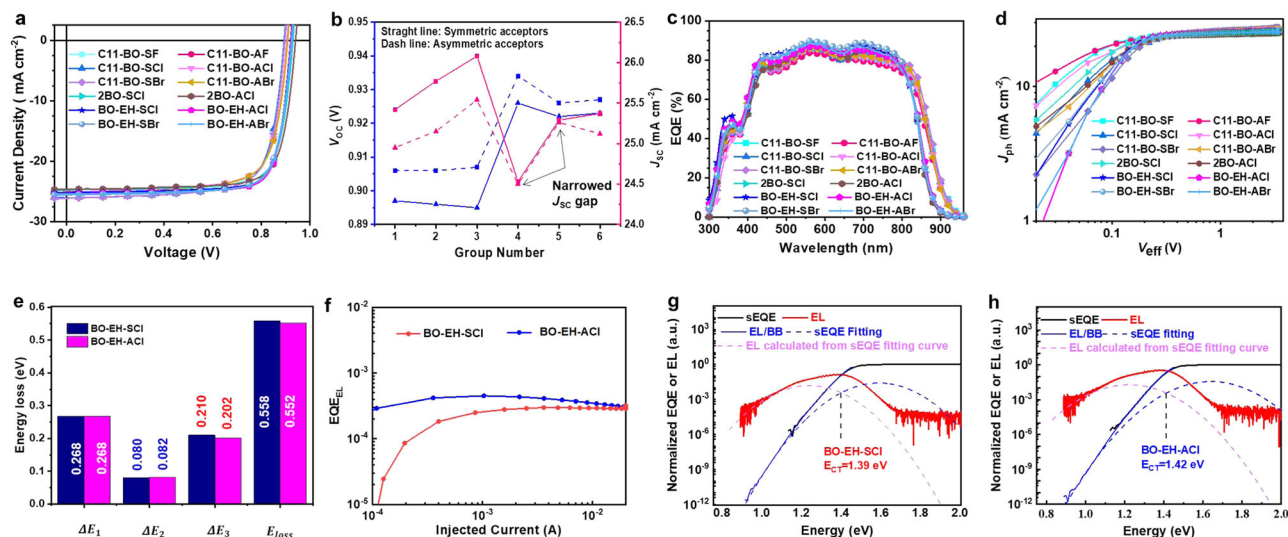 a
Current Density ( mA cm-2)
0
-10
-20
-30
C11-BO-SF
C11-BO-AF
C11-BO-SCl
C11-BO-ACl
C11-BO-SBr
C11-BO-ABr
2BO-SCl
2BO-ACl
BO-EH-SCl
BO-EH-ACl
BO-EH-SBr
BO-EH-ABr
0.0
0.2
0.4
0.6
0.8
1.0
Voltage (V)
b
VOC (V)
0.95
0.94
0.93
0.92
0.91
0.90
0.89
Straght line: Symmetric acceptors
Dash line: Asymmetric acceptors
Narrowed
JSC gap
26.5
26.0
25.5
25.0
24.5
24.0
JSC (mA cm-2)
1
2
3
4
5
6
Group Number
c
EQE (%)
100
80
60
40
20
0
C11-BO-SF
C11-BO-AF
C11-BO-SCl
C11-BO-ACl
C11-BO-SBr
C11-BO-ABr
2BO-SCl
2BO-ACl
BO-EH-SCl
BO-EH-ACl
BO-EH-SBr
BO-EH-ABr
300
400
500
600
700
800
900
Wavelength (nm)
d
Jph (mA cm-2)
10
1
C11-BO-SF
C11-BO-AF
C11-BO-SCl
C11-BO-ACl
C11-BO-SBr
C11-BO-ABr
2BO-SCl
2BO-ACl
BO-EH-SCl
BO-EH-ACl
BO-EH-SBr
BO-EH-ABr
0.1
1
Veff (V)
e
Energy loss (eV)
0.6
0.5
0.4
0.3
0.2
0.1
0.0
BO-EH-SCl
BO-EH-ACl
0.268
0.268
0.080
0.082
0.210
0.202
0.558
0.552
ΔE1
ΔE2
ΔE3
Eloss
f
EQEEL
10-2
10-3
10-4
10-5
BO-EH-SCl
BO-EH-ACl
10-4
10-3
10-2
Injected Current (A)
g
Normalized EQE or EL (a.u.)
103
100
10-3
10-6
10-9
10-12
sEQE
EL
EL/BB
sEQE Fitting
EL calculated from sEQE fitting curve
BO-EH-SCl
ECT=1.39 eV
0.8
1.0
1.2
1.4
1.6
1.8
2.0
Energy (eV)
h
Normalized EQE or EL (a.u.)
103
100
10-3
10-6
10-9
10-12
sEQE
EL
EL/BB
sEQE Fitting
EL calculated from sEQE fitting curve
BO-EH-ACl
ECT=1.42 eV
0.8
1.0
1.2
1.4
1.6
1.8
2.0
Energy (eV)